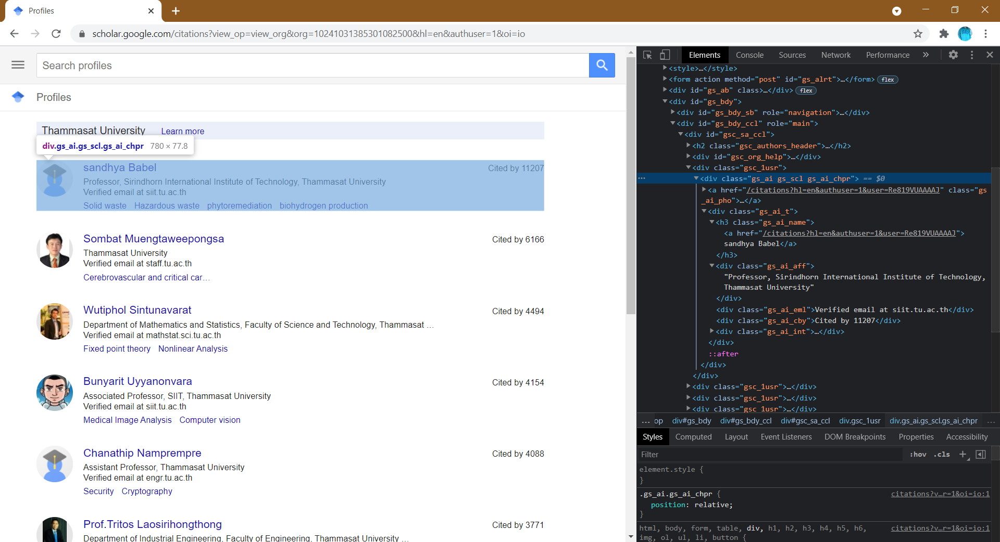 Profiles
scholar.google.com/citations?view_op=view_org&org=10241031385301082500&hl=en&authuser=1&oi=io
Search profiles
Profiles
Thammasat University Learn more
div.gs_ai.gs_scl.gs_ai_chpr 780 × 77.8
sandhya Babel Cited by 11207
Professor, Sirindhorn International Institute of Technology, Thammasat University
Verified email at siit.tu.ac.th
Solid waste Hazardous waste phytoremediation biohydrogen production
Sombat Muengtaweepongsa Cited by 6166
Thammasat University
Verified email at staff.tu.ac.th
Cerebrovascular and critical car…
Wutiphol Sintunavarat Cited by 4494
Department of Mathematics and Statistics, Faculty of Science and Technology, Thammasat …
Verified email at mathstat.sci.tu.ac.th
Fixed point theory Nonlinear Analysis
Bunyarit Uyyanonvara Cited by 4154
Associated Professor, SIIT, Thammasat University
Verified email at siit.tu.ac.th
Medical Image Analysis Computer vision
Chanathip Namprempre Cited by 4088
Assistant Professor, Thammasat University
Verified email at engr.tu.ac.th
Security Cryptography
Prof.Tritos Laosirihongthong Cited by 3771
Department of Industrial Engineering, Faculty of Engineering, Thammasat University …
Elements Console Sources Network Performance »
<style>…</style>
<form action method="post" id="gs_alrt">…</form> flex
<div id="gs_ab" class>…</div> flex
<div id="gs_bdy">
<div id="gs_bdy_sb" role="navigation">…</div>
<div id="gs_bdy_ccl" role="main">
<div id="gsc_sa_ccl">
<h2 class="gsc_authors_header">…</h2>
<div id="gsc_org_help">…</div>
<div class="gsc_1usr">
… <div class="gs_ai gs_scl gs_ai_chpr"> == $0
<a href="/citations?hl=en&authuser=1&user=Re819VUAAAAJ" class="gs
_ai_pho">…</a>
<div class="gs_ai_t">
<h3 class="gs_ai_name">
<a href="/citations?hl=en&authuser=1&user=Re819VUAAAAJ">
sandhya Babel</a>
</h3>
<div class="gs_ai_aff">
"Professor, Sirindhorn International Institute of Technology,
Thammasat University"
</div>
<div class="gs_ai_eml">Verified email at siit.tu.ac.th</div>
<div class="gs_ai_cby">Cited by 11207</div>
<div class="gs_ai_int">…</div>
</div>
::after
</div>
</div>
<div class="gsc_1usr">…</div>
<div class="gsc_1usr">…</div>
<div class="gsc_1usr">…</div>
… op div#gs_bdy div#gs_bdy_ccl div#gsc_sa_ccl div.gsc_1usr div.gs_ai.gs_scl.gs_ai_chpr …
Styles Computed Layout Event Listeners DOM Breakpoints Properties Accessibility
Filter :hov .cls +
element.style {
}
.gs_ai.gs_ai_chpr { citations?v…r=1&oi=io:1
position: relative;
}
html, body, form, table, div, h1, h2, h3, h4, h5, h6, citations?v…r=1&oi=io:1
img, ol, ul, li, button {